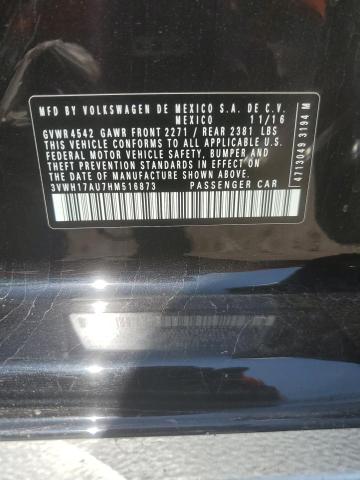 MFD BY VOLKSWAGEN DE MEXICO S.A. DE C.V.
MEXICO 11/16
GVWR 4542 GAWR FRONT 2271 / REAR 2381 LBS
THIS VEHICLE CONFORMS TO ALL APPLICABLE U.S.
FEDERAL MOTOR VEHICLE SAFETY, BUMPER AND
THEFT PREVENTION STANDARDS IN EFFECT ON
THE DATE OF MANUFACTURE SHOWN ABOVE.
3VWH17AU7HM516873 PASSENGER CAR
4713049 3194 M